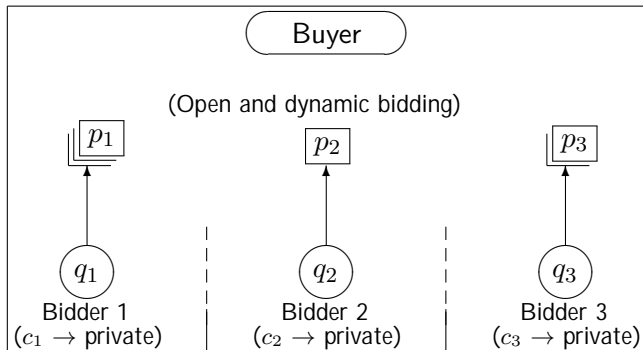 Buyer
(Open and dynamic bidding)
p₁ p₂ p₃
q₁ q₂ q₃
Bidder 1 Bidder 2 Bidder 3
(c₁ → private) (c₂ → private) (c₃ → private)